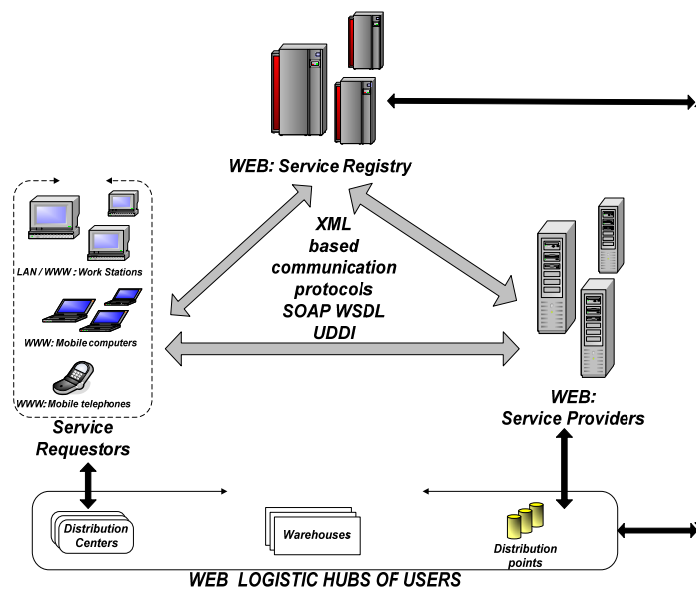 WEB: Service Registry
XML
based
communication
protocols
SOAP WSDL
UDDI
LAN / WWW : Work Stations
WWW: Mobile computers
WWW: Mobile telephones
Service
Requestors
WEB:
Service Providers
Distribution
Centers
Warehouses
Distribution
points
WEB LOGISTIC HUBS OF USERS